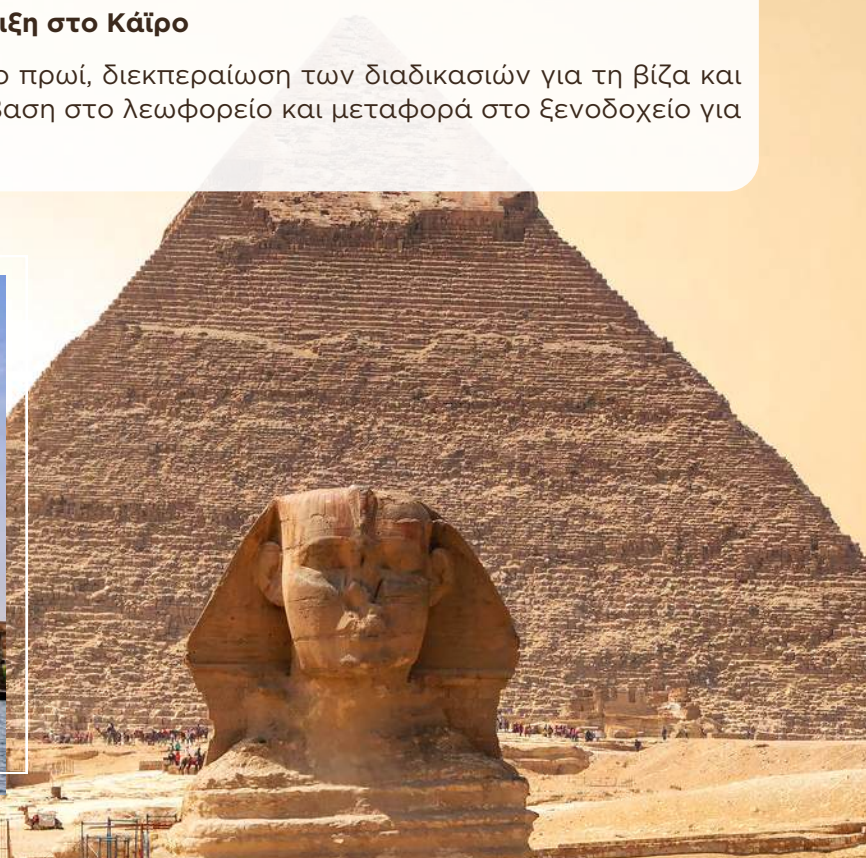 ιξη στο Κάϊρο
ο πρωί, διεκπεραίωση των διαδικασιών για τη βίζα και
βαση στο λεωφορείο και μεταφορά στο ξενοδοχείο για